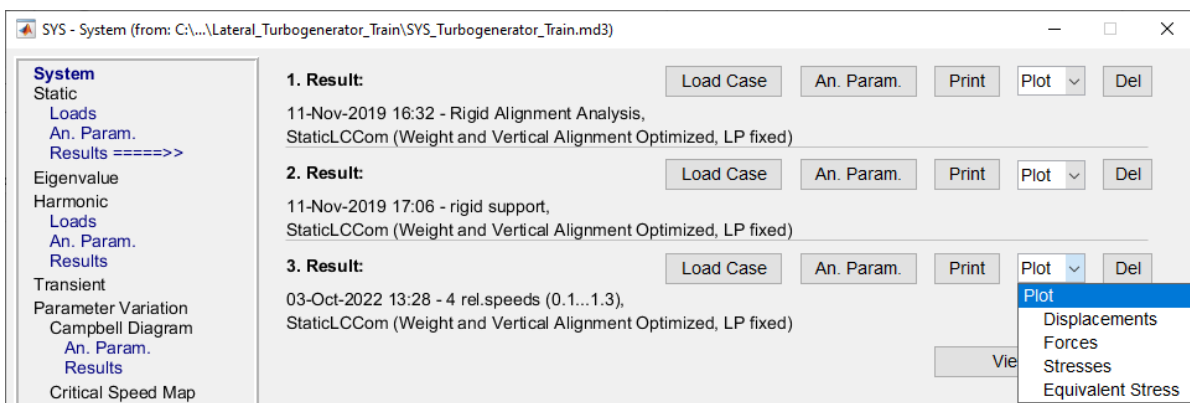 SYS - System (from: C:\...\Lateral_Turbogenerator_Train\SYS_Turbogenerator_Train.md3)
System
Static
Loads
An. Param.
Results =====>>
Eigenvalue
Harmonic
Loads
An. Param.
Results
Transient
Parameter Variation
Campbell Diagram
An. Param.
Results
Critical Speed Map
1. Result: Load Case An. Param. Print Plot Del
11-Nov-2019 16:32 - Rigid Alignment Analysis,
StaticLCCom (Weight and Vertical Alignment Optimized, LP fixed)
2. Result: Load Case An. Param. Print Plot Del
11-Nov-2019 17:06 - rigid support,
StaticLCCom (Weight and Vertical Alignment Optimized, LP fixed)
3. Result: Load Case An. Param. Print Plot Del
03-Oct-2022 13:28 - 4 rel.speeds (0.1...1.3),
StaticLCCom (Weight and Vertical Alignment Optimized, LP fixed)
Plot
Displacements
Forces
Stresses
Equivalent Stress